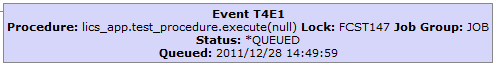 Event T4E1
Procedure: lics_app.test_procedure.execute(null) Lock: FCST147 Job Group: JOB
Status: *QUEUED
Queued: 2011/12/28 14:49:59